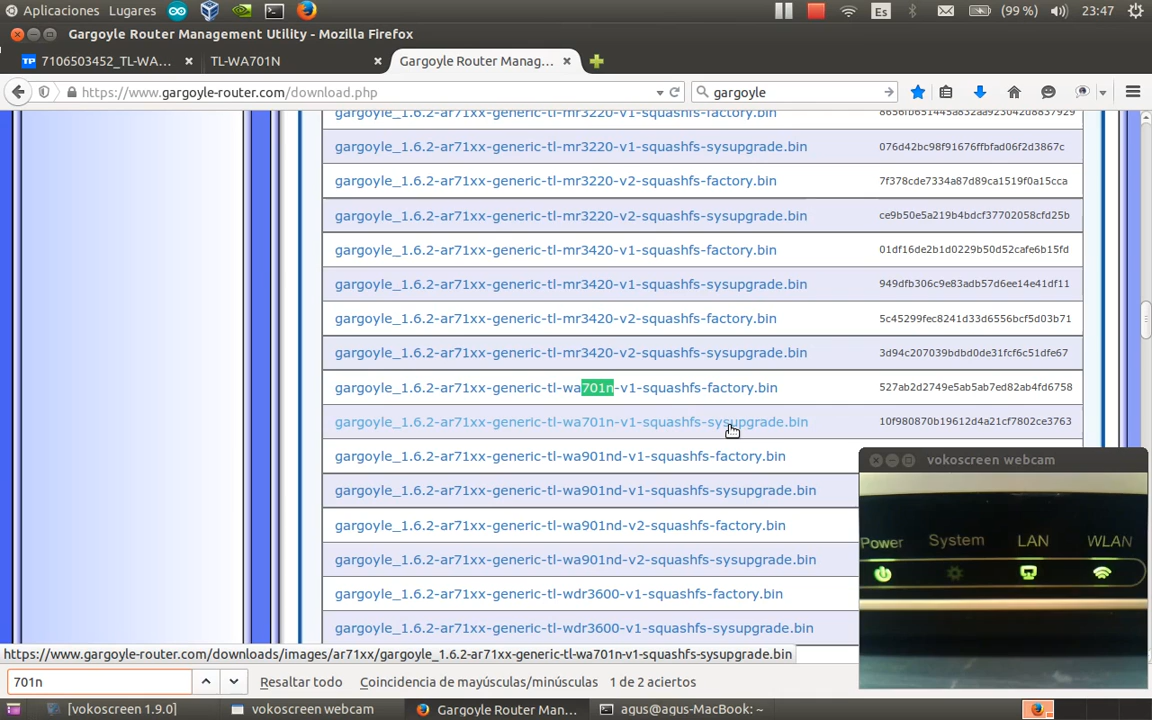 Aplicaciones Lugares Es (99 %) 23:47
Gargoyle Router Management Utility - Mozilla Firefox
7106503452_TL-WA... TL-WA701N Gargoyle Router Manag...
https://www.gargoyle-router.com/download.php gargoyle
gargoyle_1.6.2-ar71xx-generic-tl-mr3220-v1-squashfs-factory.bin 8656fb651445a832aa923042d8837929
gargoyle_1.6.2-ar71xx-generic-tl-mr3220-v1-squashfs-sysupgrade.bin 076d42bc98f91676ffbfad06f2d3867c
gargoyle_1.6.2-ar71xx-generic-tl-mr3220-v2-squashfs-factory.bin 7f378cde7334a87d89ca1519f0a15cca
gargoyle_1.6.2-ar71xx-generic-tl-mr3220-v2-squashfs-sysupgrade.bin ce9b50e5a219b4bdcf37702058cfd25b
gargoyle_1.6.2-ar71xx-generic-tl-mr3420-v1-squashfs-factory.bin 01df16de2b1d0229b50d52cafe6b15fd
gargoyle_1.6.2-ar71xx-generic-tl-mr3420-v1-squashfs-sysupgrade.bin 949dfb306c9e83adb57d6ee14e41df11
gargoyle_1.6.2-ar71xx-generic-tl-mr3420-v2-squashfs-factory.bin 5c45299fec8241d33d6556bcf5d03b71
gargoyle_1.6.2-ar71xx-generic-tl-mr3420-v2-squashfs-sysupgrade.bin 3d94c207039bdbd0de31fcf6c51dfe67
gargoyle_1.6.2-ar71xx-generic-tl-wa701n-v1-squashfs-factory.bin 527ab2d2749e5ab5ab7ed82ab4fd6758
gargoyle_1.6.2-ar71xx-generic-tl-wa701n-v1-squashfs-sysupgrade.bin 10f980870b19612d4a21cf7802ce3763
gargoyle_1.6.2-ar71xx-generic-tl-wa901nd-v1-squashfs-factory.bin
gargoyle_1.6.2-ar71xx-generic-tl-wa901nd-v1-squashfs-sysupgrade.bin
gargoyle_1.6.2-ar71xx-generic-tl-wa901nd-v2-squashfs-factory.bin
gargoyle_1.6.2-ar71xx-generic-tl-wa901nd-v2-squashfs-sysupgrade.bin
gargoyle_1.6.2-ar71xx-generic-tl-wdr3600-v1-squashfs-factory.bin
gargoyle_1.6.2-ar71xx-generic-tl-wdr3600-v1-squashfs-sysupgrade.bin
vokoscreen webcam
Power System LAN WLAN
https://www.gargoyle-router.com/downloads/images/ar71xx/gargoyle_1.6.2-ar71xx-generic-tl-wa701n-v1-squashfs-sysupgrade.bin
701n Resaltar todo Coincidencia de mayúsculas/minúsculas 1 de 2 aciertos
[vokoscreen 1.9.0] vokoscreen webcam Gargoyle Router Man... agus@agus-MacBook: ~